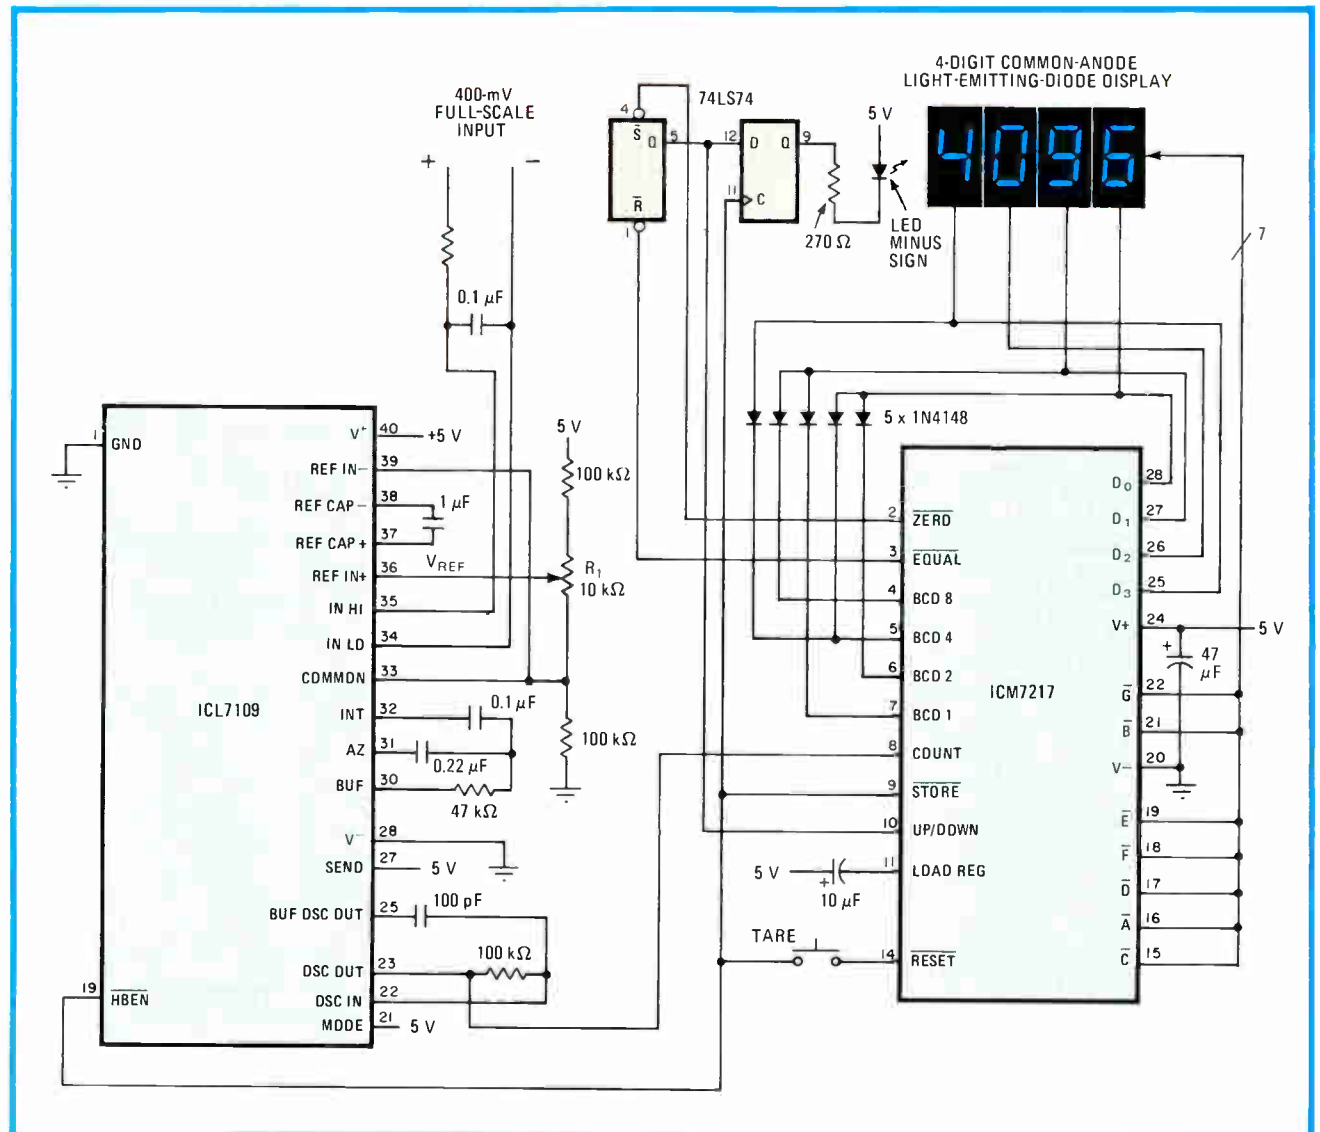 4-DIGIT COMMON-ANODE
LIGHT-EMITTING-DIODE DISPLAY
400-mV
FULL-SCALE
INPUT
+
−
74LS74
4
S̅
Q
5
R̅
1
12
D
Q
9
11
C
270 Ω
5 V
LED
MINUS
SIGN
4096
7
0.1 µF
5 x 1N4148
ICL7109
1
GND
19
H̅B̅E̅N̅
V⁺
40
+5 V
REF IN−
39
REF CAP−
38
1 µF
REF CAP +
37
REF IN+
36
V_REF
IN HI
35
IN LO
34
COMMON
33
INT
32
0.1 µF
AZ
31
0.22 µF
BUF
30
47 kΩ
V⁻
28
SEND
27
5 V
BUF OSC OUT
25
100 pF
OSC OUT
23
100 kΩ
OSC IN
22
MODE
21
5 V
5 V
100 kΩ
R₁
10 kΩ
100 kΩ
ICM7217
2
Z̅E̅R̅O̅
3
E̅Q̅U̅A̅L̅
4
BCD 8
5
BCD 4
6
BCD 2
7
BCD 1
8
COUNT
9
S̅T̅O̅R̅E̅
10
UP/DOWN
5 V
+
10 µF
11
LOAD REG
TARE
14
R̅E̅S̅E̅T̅
D₀
28
D₁
27
D₂
26
D₃
25
V+
24
5 V
+
47
µF
G̅
22
B̅
21
V−
20
E̅
19
F̅
18
D̅
17
A̅
16
C̅
15